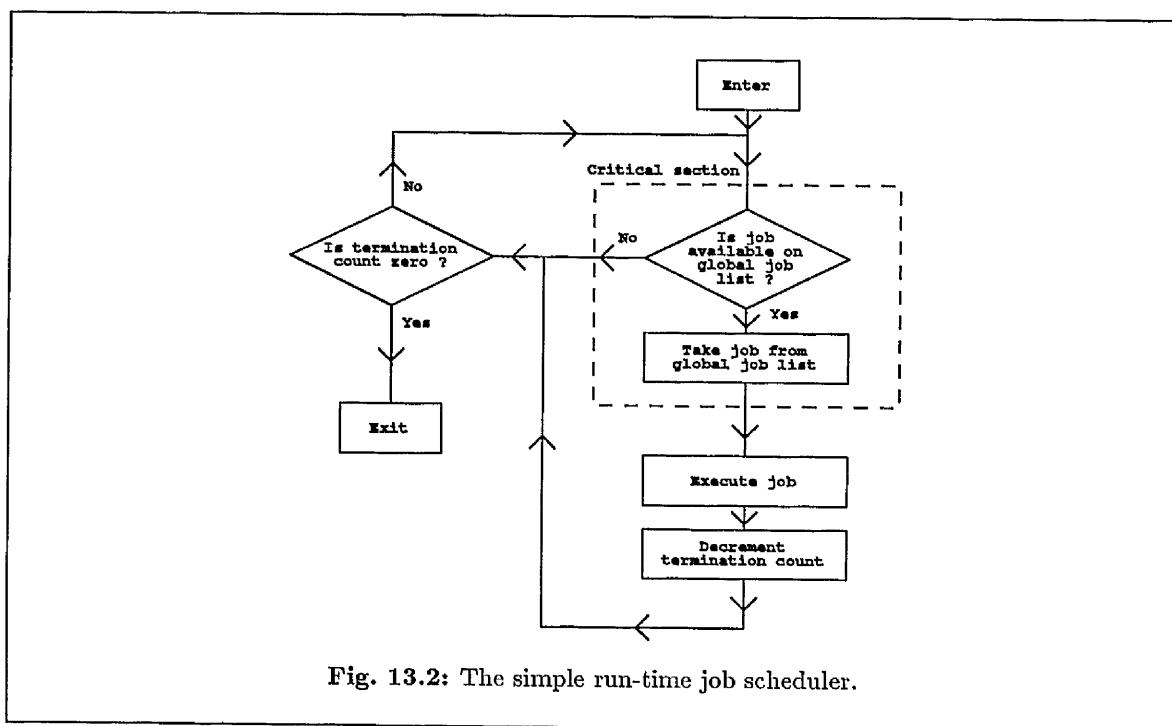 Enter
Critical section
No
Is termination
count zero ?
No
Is job
available on
global job
list ?
Yes
Yes
Take job from
global job list
Exit
Execute job
Decrement
termination count
Fig. 13.2: The simple run-time job scheduler.